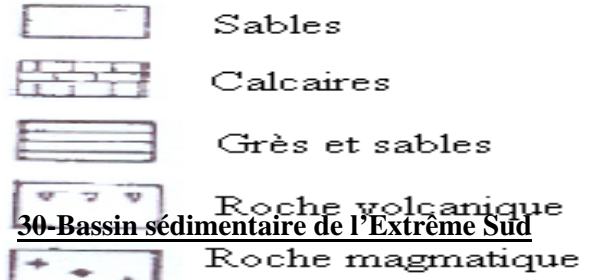 Sables
Calcaires
Grès et sables
Roche volcanique
30-Bassin sédimentaire de l’Extrême Sud
Roche magmatique